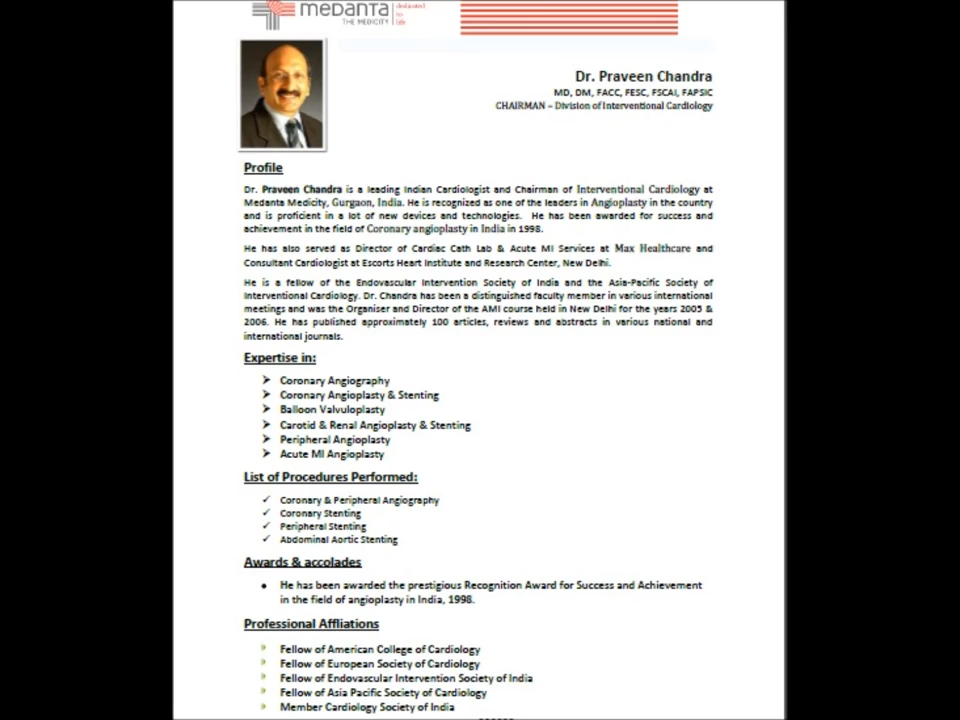 medanta
THE MEDICITY
dedicated
to
life
Dr. Praveen Chandra
MD, DM, FACC, FESC, FSCAI, FAPSIC
CHAIRMAN – Division of Interventional Cardiology
Profile
Dr. Praveen Chandra is a leading Indian Cardiologist and Chairman of Interventional Cardiology at
Medanta Medicity, Gurgaon, India. He is recognized as one of the leaders in Angioplasty in the country
and is proficient in a lot of new devices and technologies. He has been awarded for success and
achievement in the field of Coronary angioplasty in India in 1998.
He has also served as Director of Cardiac Cath Lab & Acute MI Services at Max Healthcare and
Consultant Cardiologist at Escorts Heart Institute and Research Center, New Delhi.
He is a fellow of the Endovascular Intervention Society of India and the Asia-Pacific Society of
Interventional Cardiology. Dr. Chandra has been a distinguished faculty member in various international
meetings and was the Organiser and Director of the AMI course held in New Delhi for the years 2005 &
2006. He has published approximately 100 articles, reviews and abstracts in various national and
international journals.
Expertise in:
Coronary Angiography
Coronary Angioplasty & Stenting
Balloon Valvuloplasty
Carotid & Renal Angioplasty & Stenting
Peripheral Angioplasty
Acute MI Angioplasty
List of Procedures Performed:
Coronary & Peripheral Angiography
Coronary Stenting
Peripheral Stenting
Abdominal Aortic Stenting
Awards & accolades
He has been awarded the prestigious Recognition Award for Success and Achievement
in the field of angioplasty in India, 1998.
Professional Affliations
Fellow of American College of Cardiology
Fellow of European Society of Cardiology
Fellow of Endovascular Intervention Society of India
Fellow of Asia Pacific Society of Cardiology
Member Cardiology Society of India